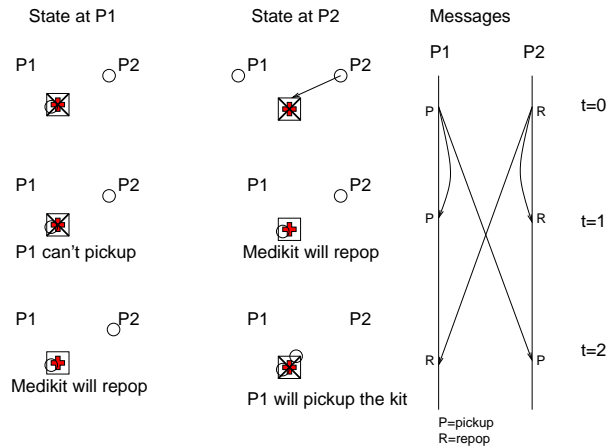 State at P1 State at P2 Messages
P1 P2
P1 P2 P1 P2
P R t=0
P1 P2 P1 P2
P R t=1
P1 can't pickup Medikit will repop
P1 P2 P1 P2
R P t=2
Medikit will repop P1 will pickup the kit
P=pickup
R=repop